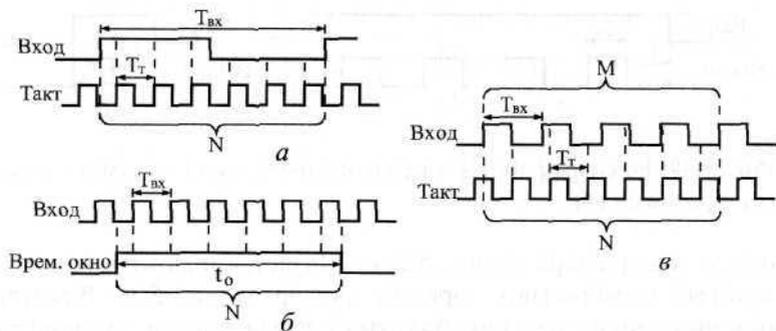 Tвх
Вход
Tт
Такт
N
а
Tвх
Вход
Врем. окно
tо
N
б
M
Tвх
Вход
Tт
Такт
N
в